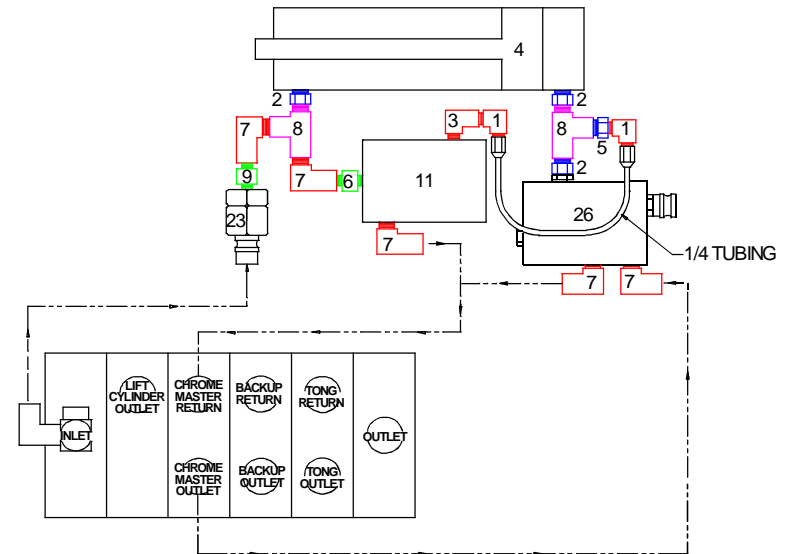 4
2
2
7
8
3
1
8
1
5
9
7
6
11
2
23
26
7
1/4 TUBING
7
7
LIFT
CYLINDER
OUTLET
CHROME
MASTER
RETURN
BACKUP
RETURN
TONG
RETURN
INLET
OUTLET
CHROME
MASTER
OUTLET
BACKUP
OUTLET
TONG
OUTLET